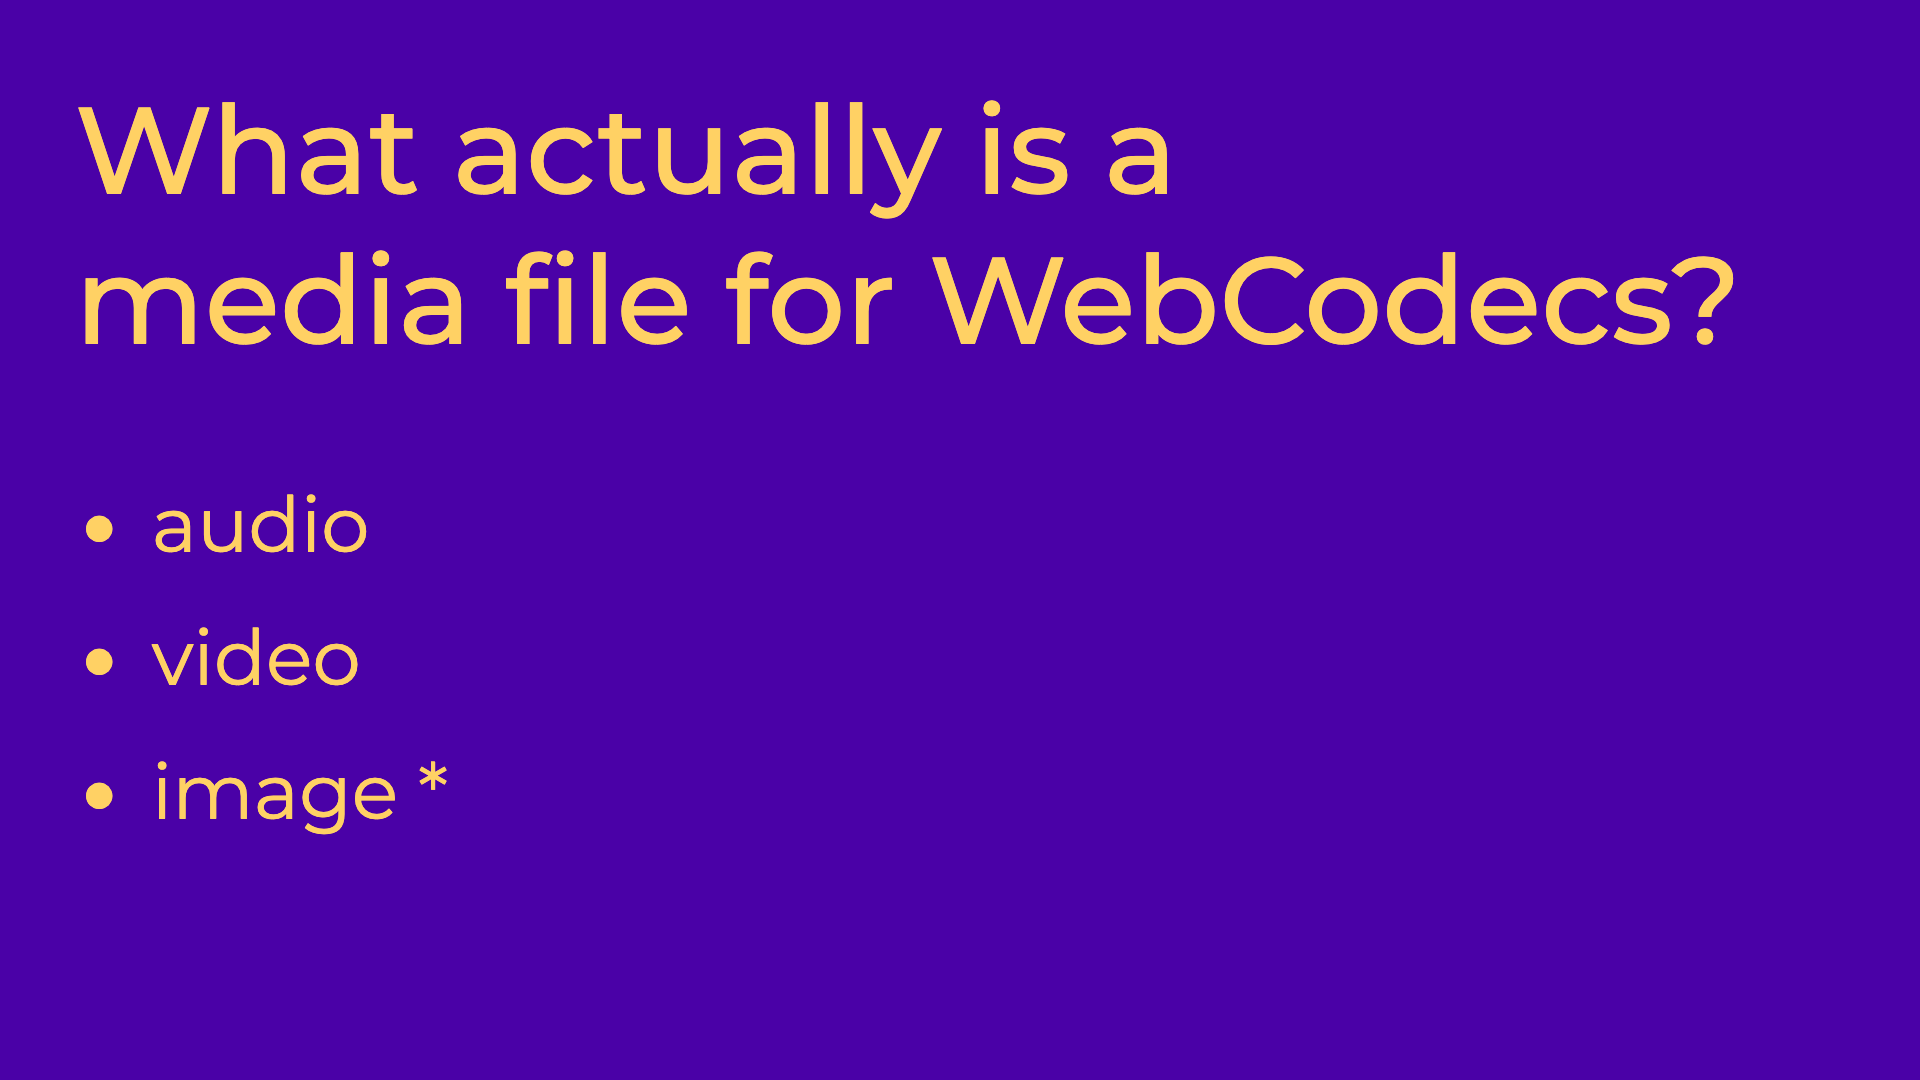 What actually is a
media file for WebCodecs?
• audio
• video
• image *